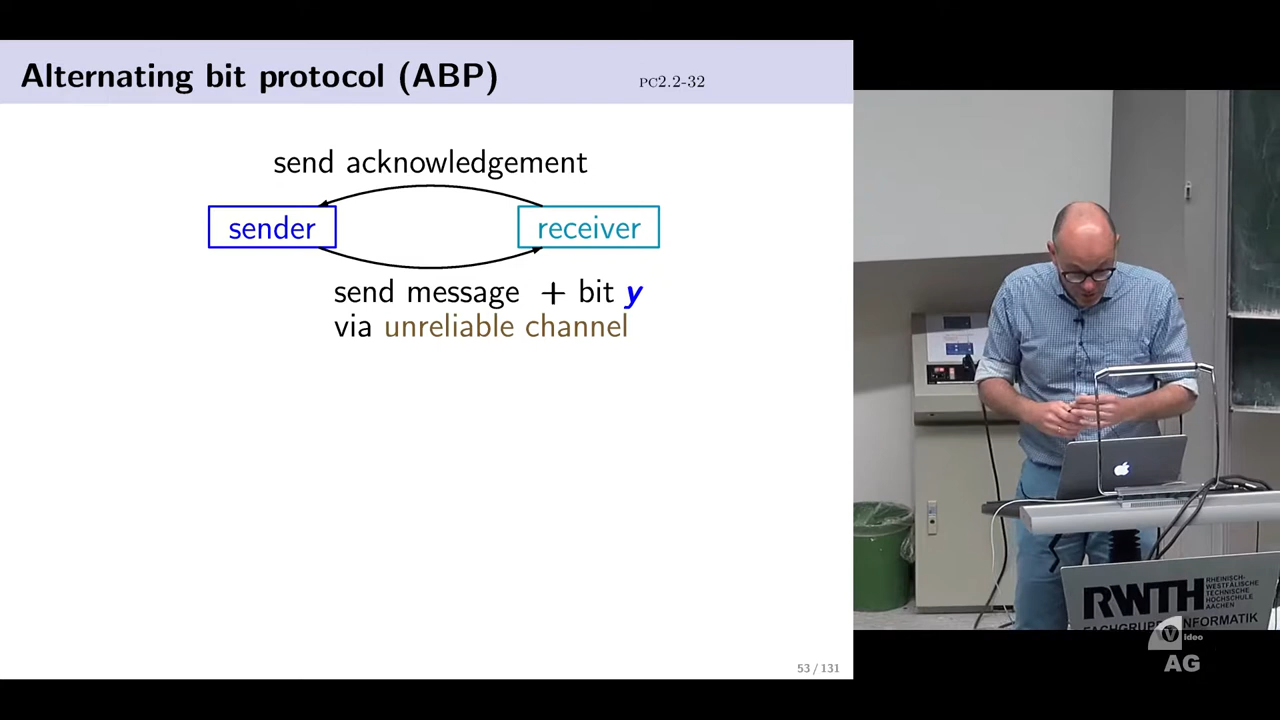 Alternating bit protocol (ABP)
PC2.2-32
send acknowledgement
sender
receiver
send message + bit y
via unreliable channel
53 / 131
RWTH
RHEINISCH-
WESTFÄLISCHE
TECHNISCHE
HOCHSCHULE
AACHEN
FACHGRUPPE INFORMATIK
Video
AG